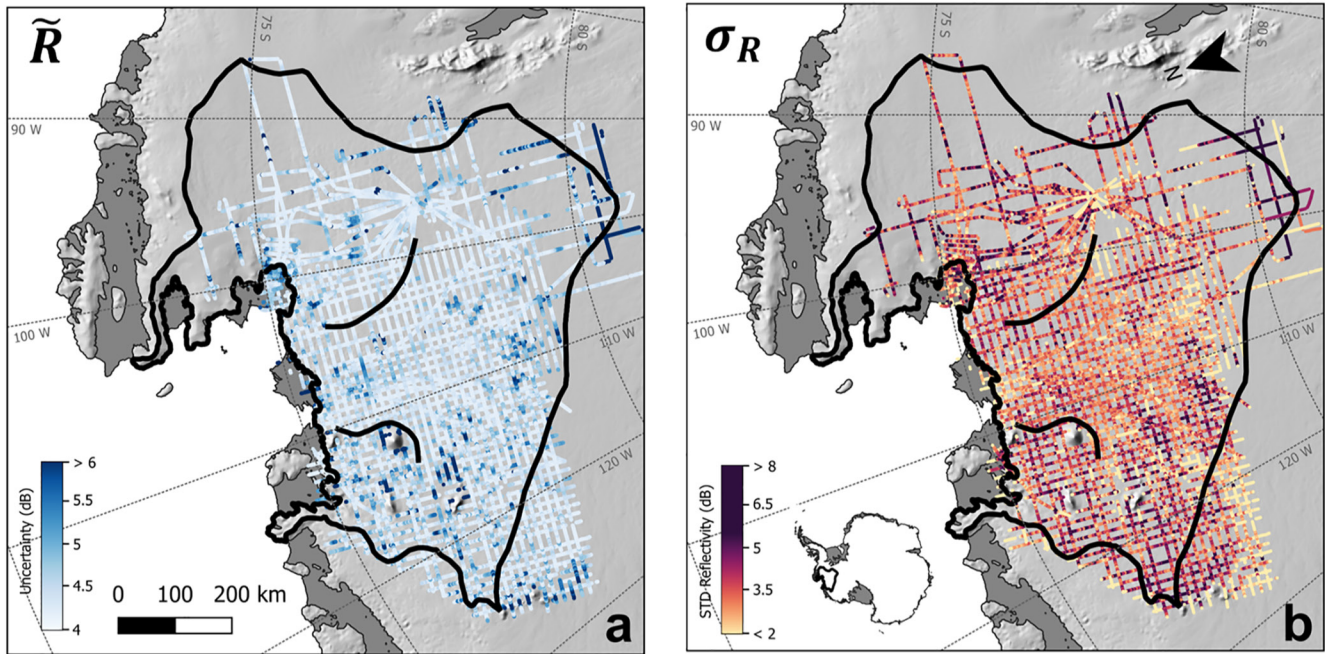 R̃
75 S
80 S
90 W
100 W
110 W
120 W
Uncertainty (dB)
> 6
5.5
5
4.5
4
0 100 200 km
a
σR
75 S
80 S
N
90 W
100 W
110 W
120 W
STD-Reflectivity (dB)
> 8
6.5
5
3.5
< 2
b